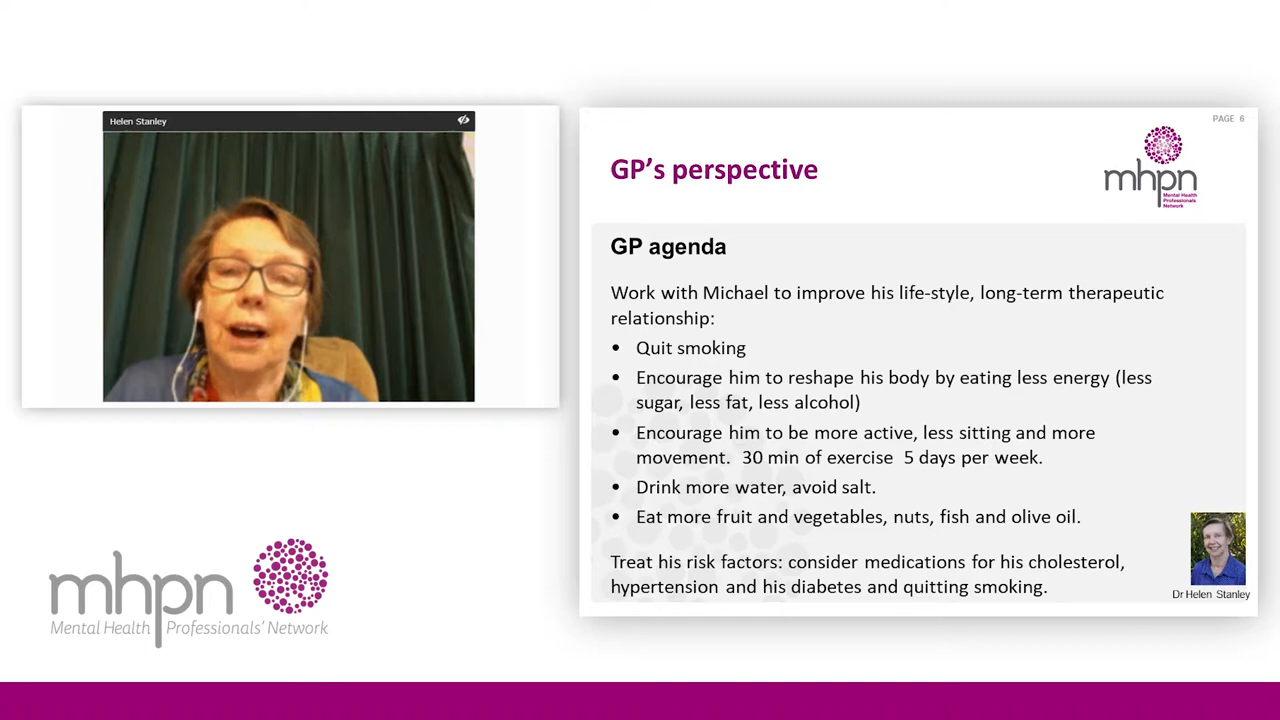 Helen Stanley
PAGE 6
GP's perspective
mhpn
Mental Health
Professionals
Network
GP agenda
Work with Michael to improve his life-style, long-term therapeutic
relationship:
• Quit smoking
• Encourage him to reshape his body by eating less energy (less
sugar, less fat, less alcohol)
• Encourage him to be more active, less sitting and more
movement.  30 min of exercise  5 days per week.
• Drink more water, avoid salt.
• Eat more fruit and vegetables, nuts, fish and olive oil.
Treat his risk factors: consider medications for his cholesterol,
hypertension and his diabetes and quitting smoking.
Dr Helen Stanley
mhpn
Mental Health Professionals' Network